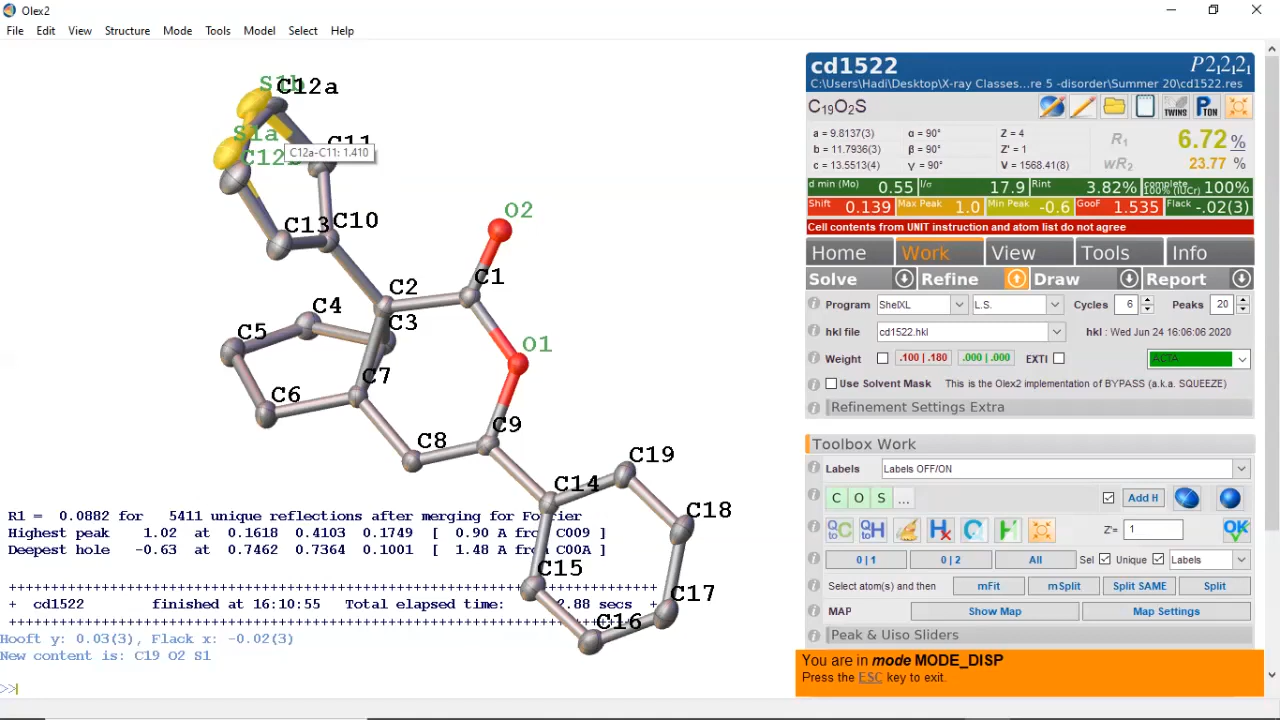 Olex2
File Edit View Structure Mode Tools Model Select Help
S1b
C12a
S1a
C11
C12a-C11: 1.410
C13
C10
O2
C2
C1
C4
C3
C5
O1
C7
C6
C8
C9
C19
C14
C18
C15
C17
C16
R1 = 0.0882 for 5411 unique reflections after merging for Fourier
Highest peak 1.02 at 0.1618 0.4103 0.1749 [ 0.90 A from C009 ]
Deepest hole -0.63 at 0.7462 0.7364 0.1001 [ 1.48 A from C00A ]
+ cd1522 finished at 16:10:55 Total elapsed time: 2.88 secs +
Hooft y: 0.03(3), Flack x: -0.02(3)
New content is: C19 O2 S1
>>
cd1522 P2₁2₁2₁
C:\Users\Hadi\Desktop\X-ray Classes...re 5 -disorder\Summer 20\cd1522.res
C₁₉O₂S
TWINS
PLATON
a = 9.8137(3) α = 90° Z = 4
b = 11.7936(4) β = 90° Z' = 1
c = 13.5513(4) γ = 90° V = 1568.41(8)
R₁ 6.72 %
wR₂ 23.77 %
d min (Mo) 0.55 I/σ 17.9 Rint 3.82% complete 100% (IUCr) 100%
Shift 0.139 Max Peak 1.0 Min Peak -0.6 GooF 1.535 Flack -.02(3)
Cell contents from UNIT instruction and atom list do not agree
Home Work View Tools Info
Solve Refine Draw Report
Program ShelXL L.S. Cycles 6 Peaks 20
hkl file cd1522.hkl hkl : Wed Jun 24 16:06:06 2020
Weight .100 | .180 .000 | .000 EXTI ACTA
Use Solvent Mask This is the Olex2 implementation of BYPASS (a.k.a. SQUEEZE)
Refinement Settings Extra
Toolbox Work
Labels Labels OFF/ON
C O S ... Add H
Q to C Q to H Z'= 1 OK
0 | 1 0 | 2 All Sel Unique Labels
Select atom(s) and then mFit mSplit Split SAME Split
MAP Show Map Map Settings
Peak & Uiso Sliders
You are in mode MODE_DISP
Press the ESC key to exit.